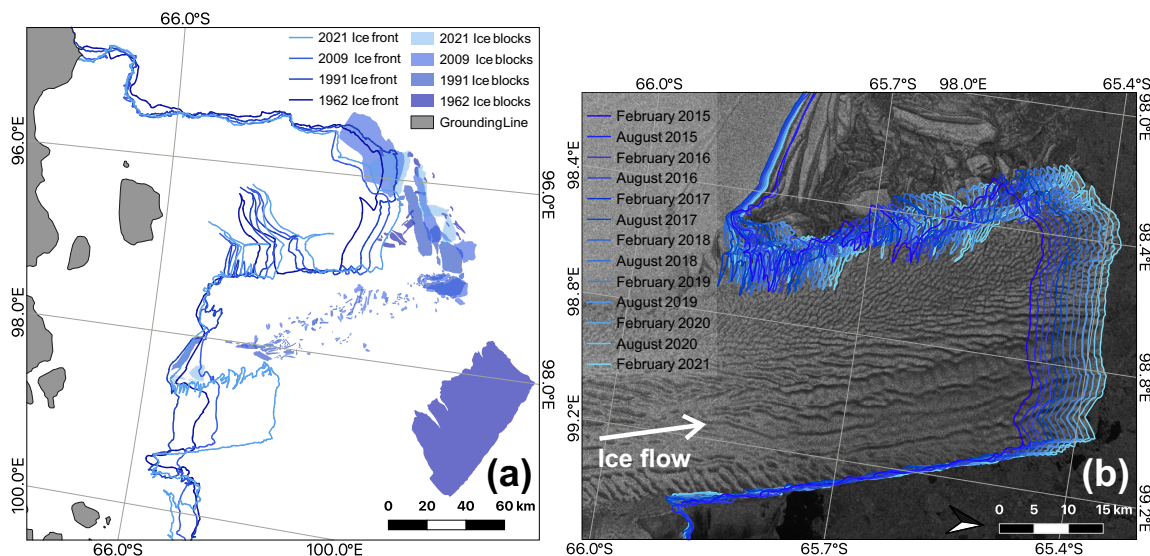 66.0°S
2021 Ice front
2009 Ice front
1991 Ice front
1962 Ice front
2021 Ice blocks
2009 Ice blocks
1991 Ice blocks
1962 Ice blocks
GroundingLine
96.0°E
98.0°E
100.0°E
96.0°E
98.0°E
(a)
0 20 40 60 km
66.0°S
100.0°E
66.0°S
65.7°S
98.0°E
65.4°S
98.0°E
98.4°E
98.8°E
99.2°E
February 2015
August 2015
February 2016
August 2016
February 2017
August 2017
February 2018
August 2018
February 2019
August 2019
February 2020
August 2020
February 2021
98.4°E
98.8°E
99.2°E
Ice flow
(b)
0 5 10 15 km
66.0°S
65.7°S
65.4°S